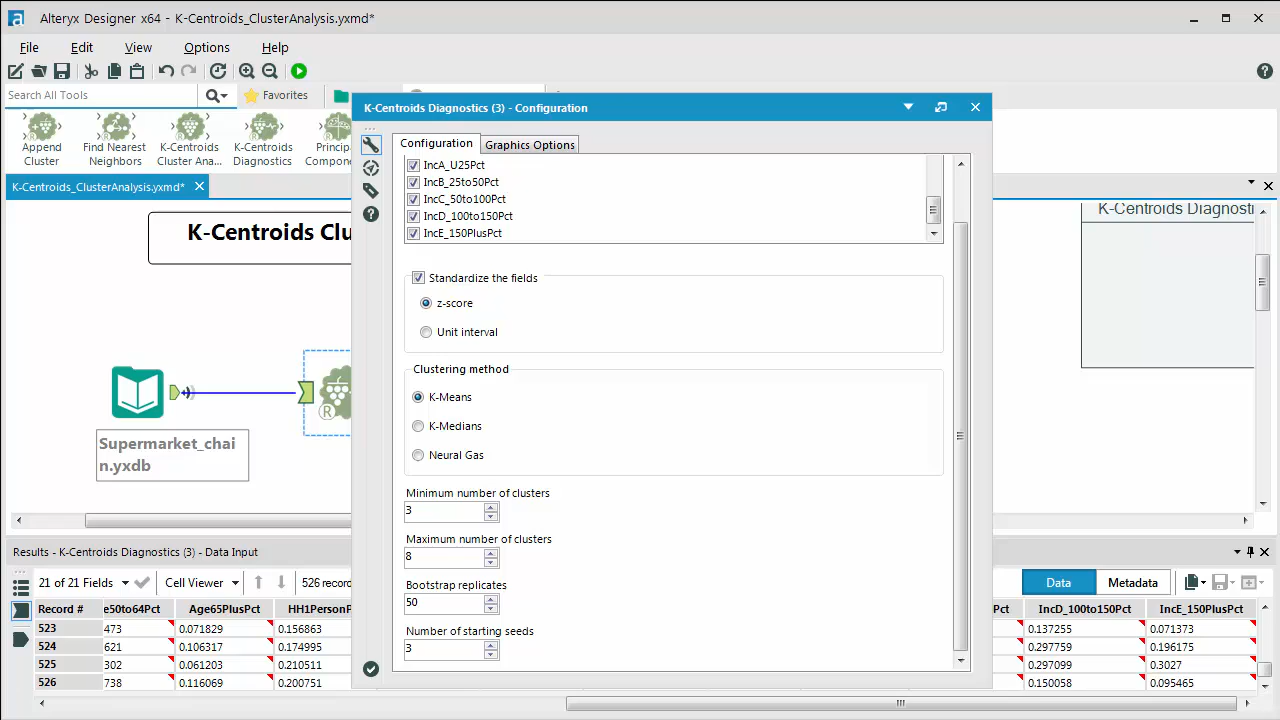 Alteryx Designer x64 - K-Centroids_ClusterAnalysis.yxmd*
File Edit View Options Help
Search All Tools
Favorites
Append Cluster
Find Nearest Neighbors
K-Centroids Cluster Ana...
K-Centroids Diagnostics
Princip Compone
K-Centroids_ClusterAnalysis.yxmd*
K-Centroids Clu
Supermarket_chai
n.yxdb
R
K-Centroids Diagnostics (3) - Configuration
Configuration Graphics Options
IncA_U25Pct
IncB_25to50Pct
IncC_50to100Pct
IncD_100to150Pct
IncE_150PlusPct
Standardize the fields
z-score
Unit interval
Clustering method
K-Means
K-Medians
Neural Gas
Minimum number of clusters
3
Maximum number of clusters
8
Bootstrap replicates
50
Number of starting seeds
3
K-Centroids Diagnosti
Results - K-Centroids Diagnostics (3) - Data Input
21 of 21 Fields Cell Viewer 526 record Data Metadata
Record # e50to64Pct Age65PlusPct HH1PersonP Pct IncD_100to150Pct IncE_150PlusPct
523 473 0.071829 0.156863 0.137255 0.071373
524 621 0.106317 0.174995 0.297759 0.196175
525 302 0.061203 0.210511 0.297099 0.3027
526 738 0.116069 0.200751 0.150058 0.095465